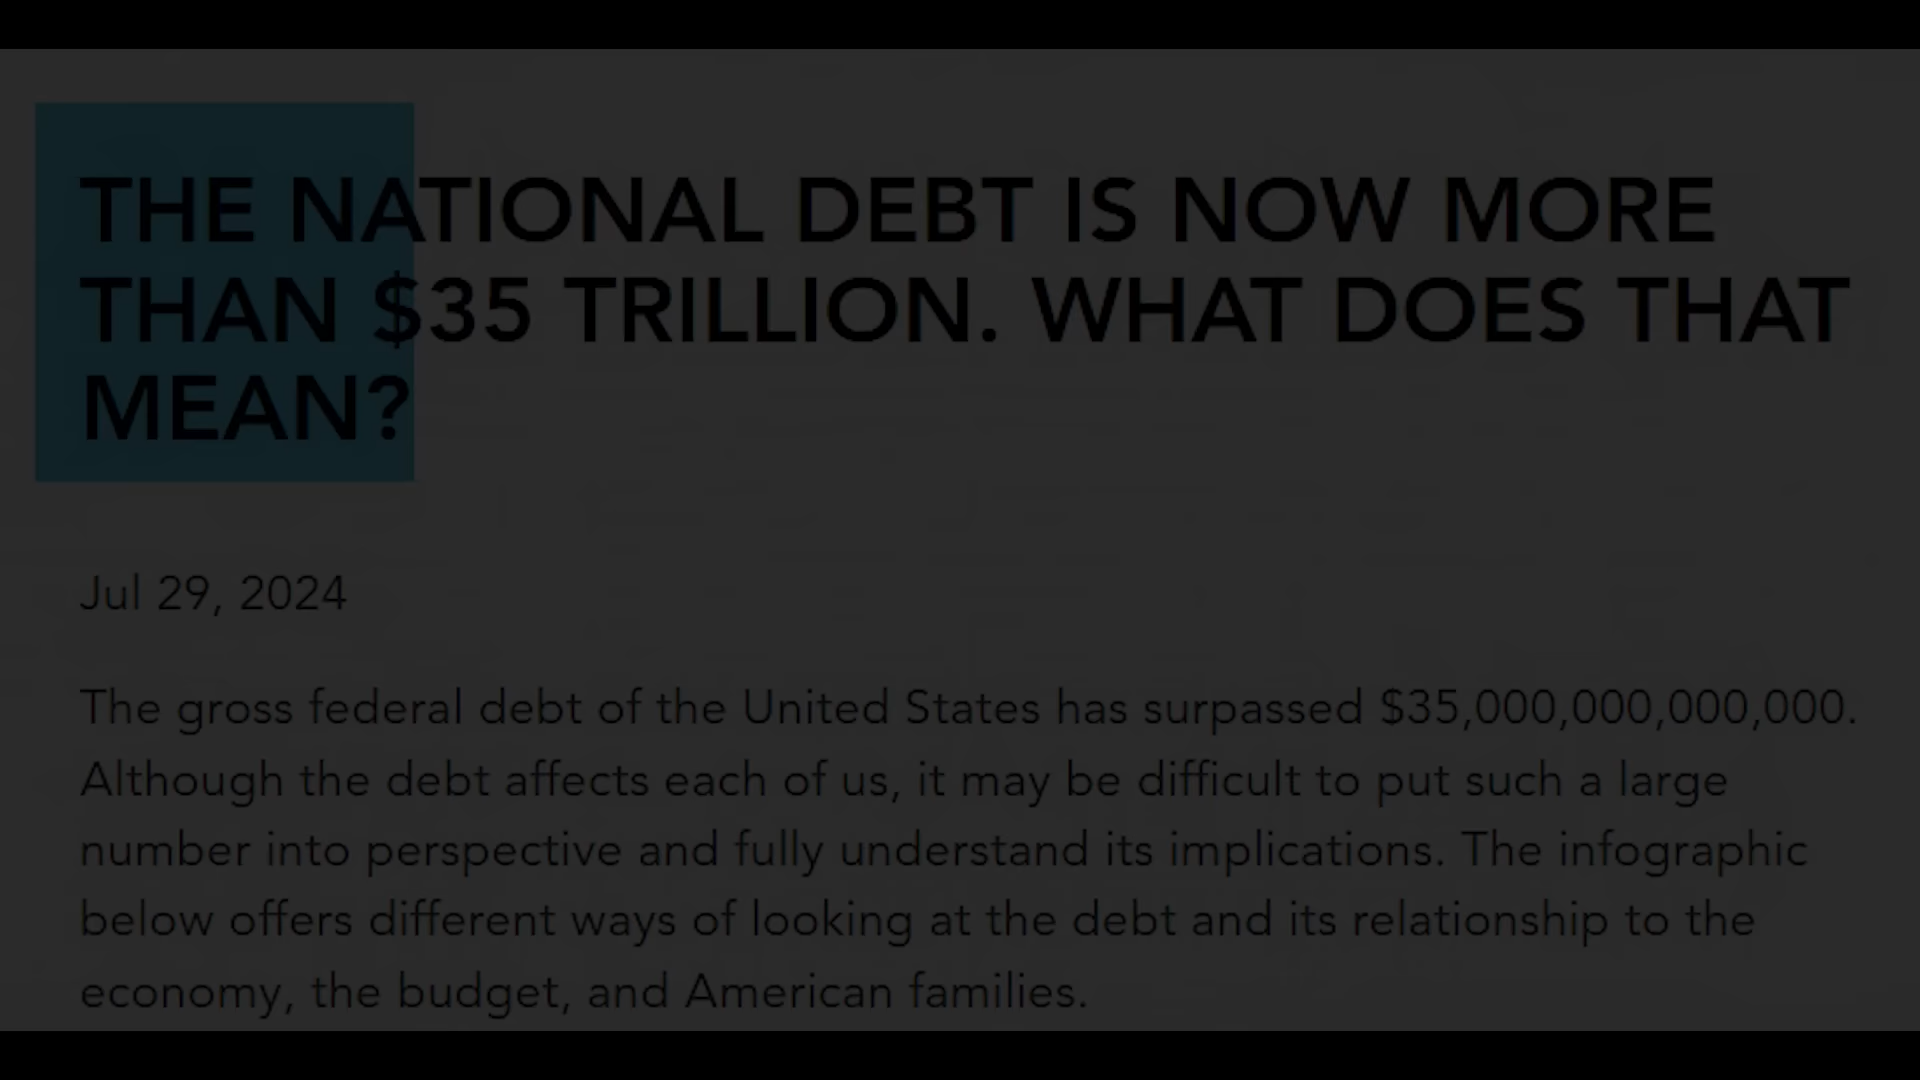 THE NATIONAL DEBT IS NOW MORE
THAN $35 TRILLION. WHAT DOES THAT
MEAN?
Jul 29, 2024
The gross federal debt of the United States has surpassed $35,000,000,000,000.
Although the debt affects each of us, it may be difficult to put such a large
number into perspective and fully understand its implications. The infographic
below offers different ways of looking at the debt and its relationship to the
economy, the budget, and American families.